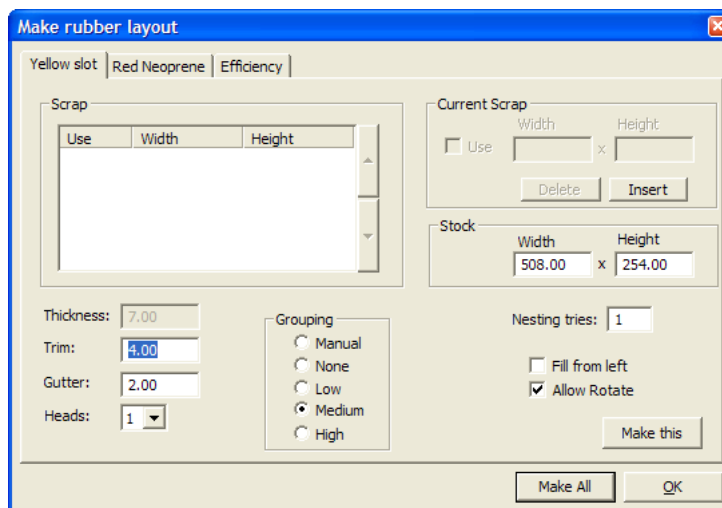 Make rubber layout
Yellow slot Red Neoprene Efficiency
Scrap
Use Width Height
Current Scrap
Width Height
Use x
Delete Insert
Stock
Width Height
508.00 x 254.00
Thickness: 7.00
Trim: 4.00
Gutter: 2.00
Heads: 1
Grouping
Manual
None
Low
Medium
High
Nesting tries: 1
Fill from left
Allow Rotate
Make this
Make All OK